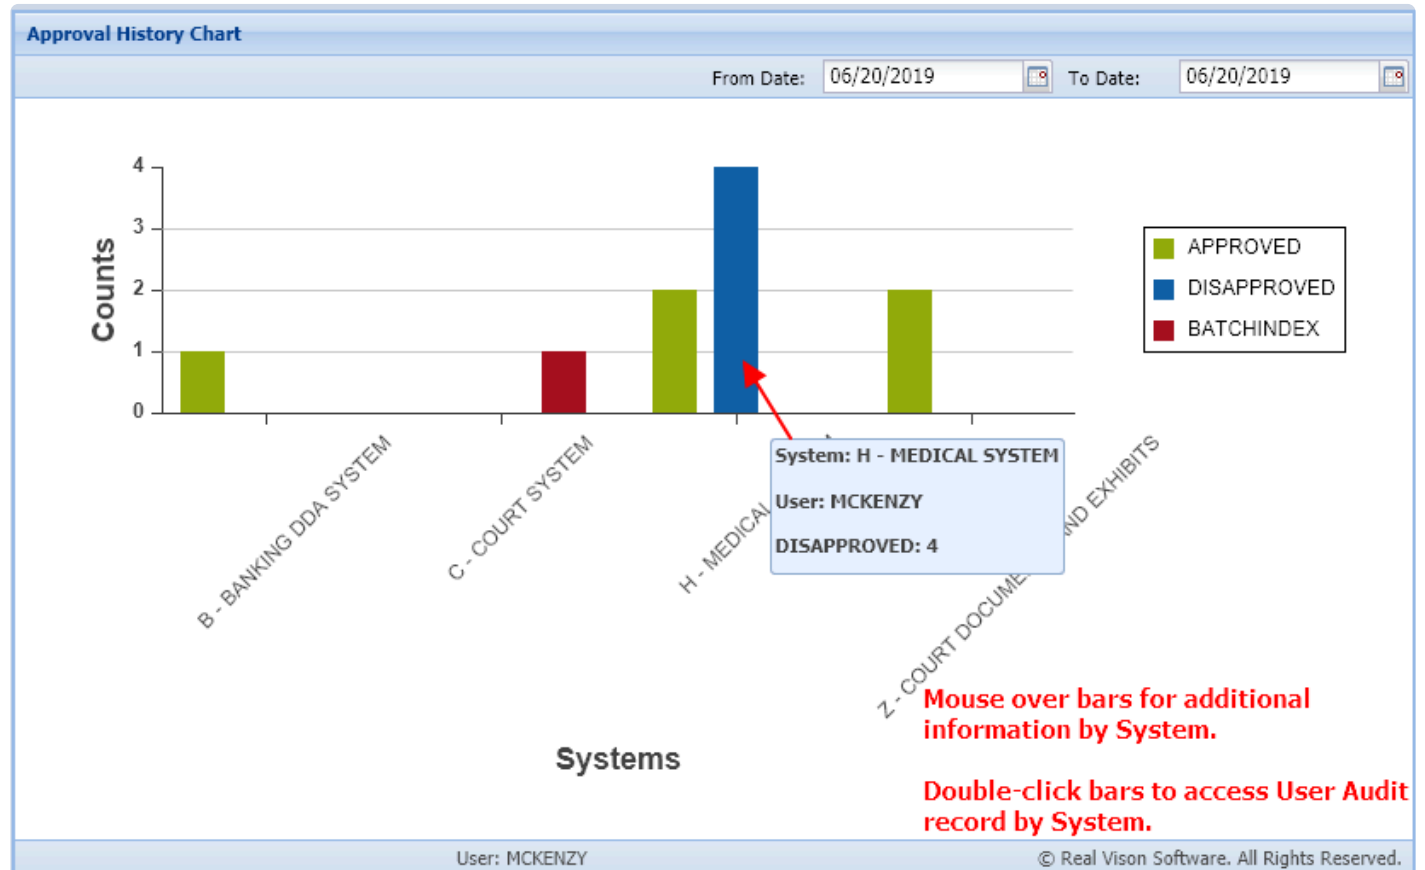 Approval History Chart
From Date: 06/20/2019 To Date: 06/20/2019
4
3
2
1
0
Counts
APPROVED
DISAPPROVED
BATCHINDEX
B - BANKING DDA SYSTEM
C - COURT SYSTEM
H - MEDICAL
Z - COURT DOCUME ND EXHIBITS
System: H - MEDICAL SYSTEM
User: MCKENZY
DISAPPROVED: 4
Systems
Mouse over bars for additional
information by System.
Double-click bars to access User Audit
record by System.
User: MCKENZY
© Real Vison Software. All Rights Reserved.